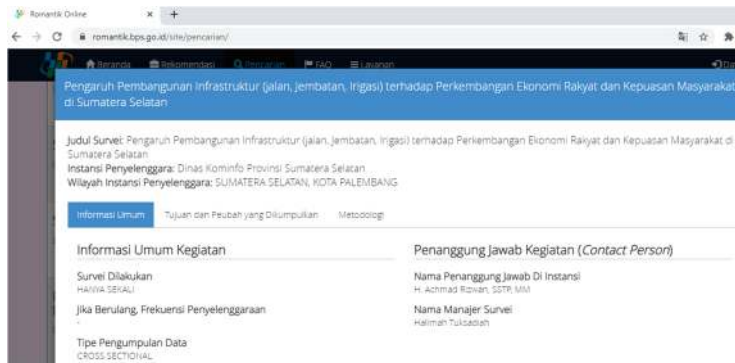 Romantik Online
romantik.bps.go.id/site/pencarian/
Beranda Rekomendasi Pencarian FAQ Layanan
Pengaruh Pembangunan Infrastruktur (jalan, Jembatan, Irigasi) terhadap Perkembangan Ekonomi Rakyat dan Kepuasan Masyarakat
di Sumatera Selatan
Judul Survei: Pengaruh Pembangunan Infrastruktur (jalan, Jembatan, Irigasi) terhadap Perkembangan Ekonomi Rakyat dan Kepuasan Masyarakat di
Sumatera Selatan
Instansi Penyelenggara: Dinas Kominfo Provinsi Sumatera Selatan
Wilayah Instansi Penyelenggara: SUMATERA SELATAN, KOTA PALEMBANG
Informasi Umum Tujuan dan Peubah yang Dikumpulkan Metodologi
Informasi Umum Kegiatan
Survei Dilakukan
HANYA SEKALI
Jika Berulang, Frekuensi Penyelenggaraan
-
Tipe Pengumpulan Data
CROSS SECTIONAL
Penanggung Jawab Kegiatan (Contact Person)
Nama Penanggung Jawab Di Instansi
H. Achmad Rizwan, SSTP, MM
Nama Manajer Survei
Halimah Tuksadiah